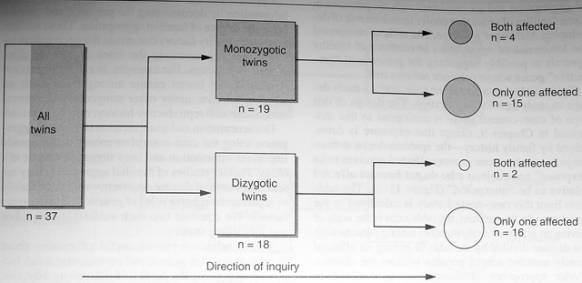 All
twins
n = 37
Monozygotic
twins
n = 19
Dizygotic
twins
n = 18
Both affected
n = 4
Only one affected
n = 15
Both affected
n = 2
Only one affected
n = 16
Direction of inquiry